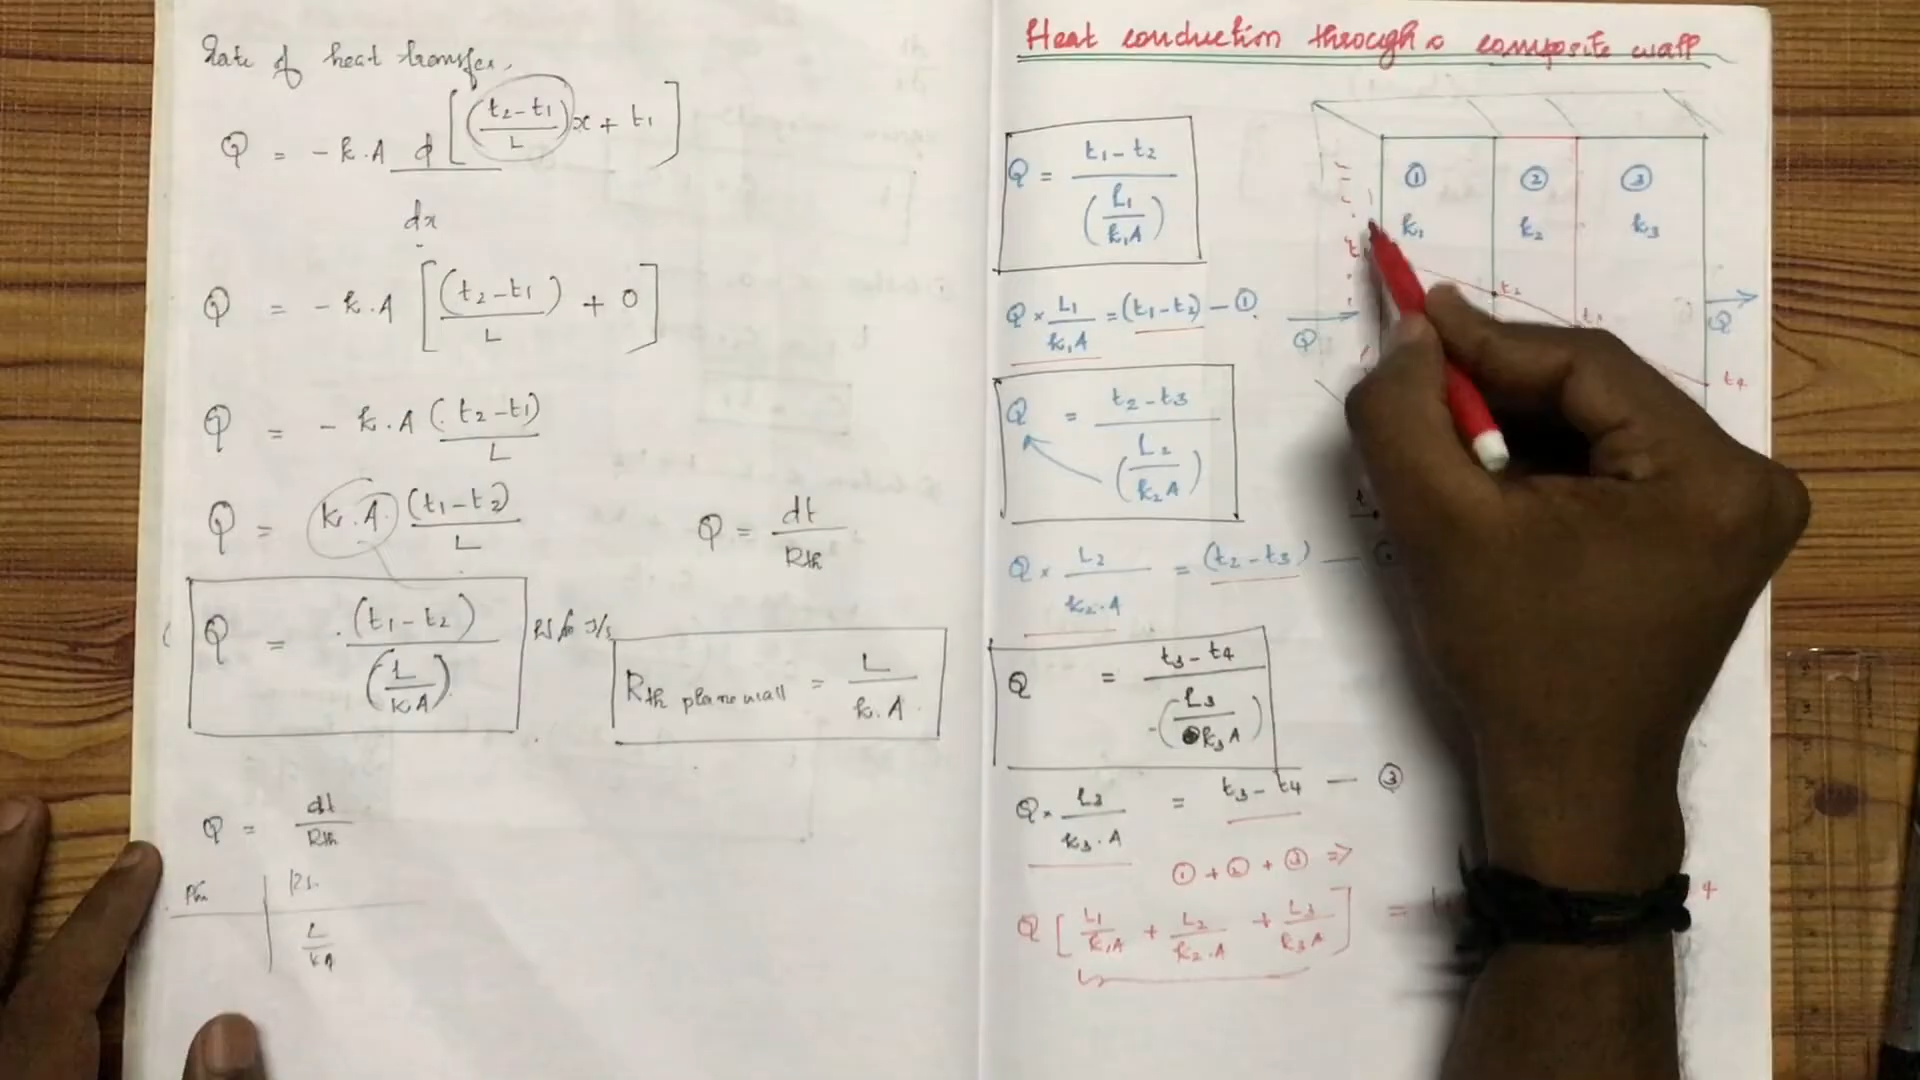 Rate of heat transfer.
Q = -k.A d[(t2-t1/L)x + t1]
dx
Q = -k.A [(t2-t1)/L + 0]
Q = -k.A (t2-t1)/L
Q = k.A (t1-t2)/L
Q = dt/Rth
Q = (t1-t2)/(L/kA)
J/s
Rth plane wall = L/k.A
Q = dt/Rth
L/kA
Heat conduction through a composite wall
Q = t1-t2/(L1/k1A)
Q × L1/k1A = (t1-t2) — ①
Q = t2-t3/(L2/k2A)
Q × L2/k2.A = (t2-t3) —
Q = t3-t4/(L3/k3A)
Q × L3/k3.A = t3-t4 — ③
① + ② + ③ ⇒
Q [L1/k1A + L2/k2.A + L3/k3A] =
① ② ③
k1 k2 k3
t2
t4
Q
Q